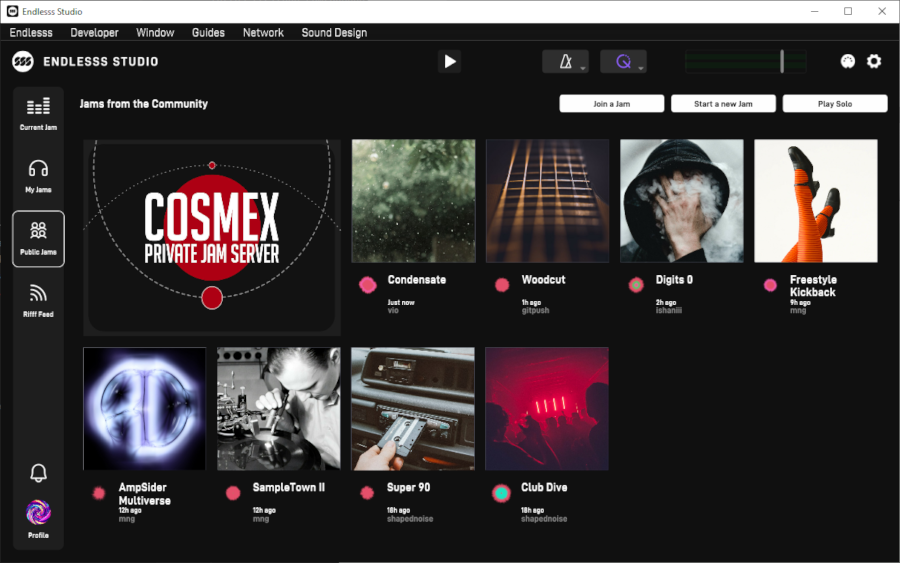 Endlesss Studio
Endlesss Developer Window Guides Network Sound Design
SSS ENDLESSS STUDIO
Jams from the Community
Join a Jam
Start a new Jam
Play Solo
Current Jam
My Jams
Public Jams
Rifff Feed
COSMEX
PRIVATE JAM SERVER
Condensate
Just now
vio
Woodcut
1h ago
gitpush
Digits 0
2h ago
ishaniii
Freestyle
Kickback
9h ago
mng
AmpSider
Multiverse
12h ago
mng
SampleTown II
12h ago
mng
Super 90
18h ago
shapednoise
Club Dive
18h ago
shapednoise
Profile